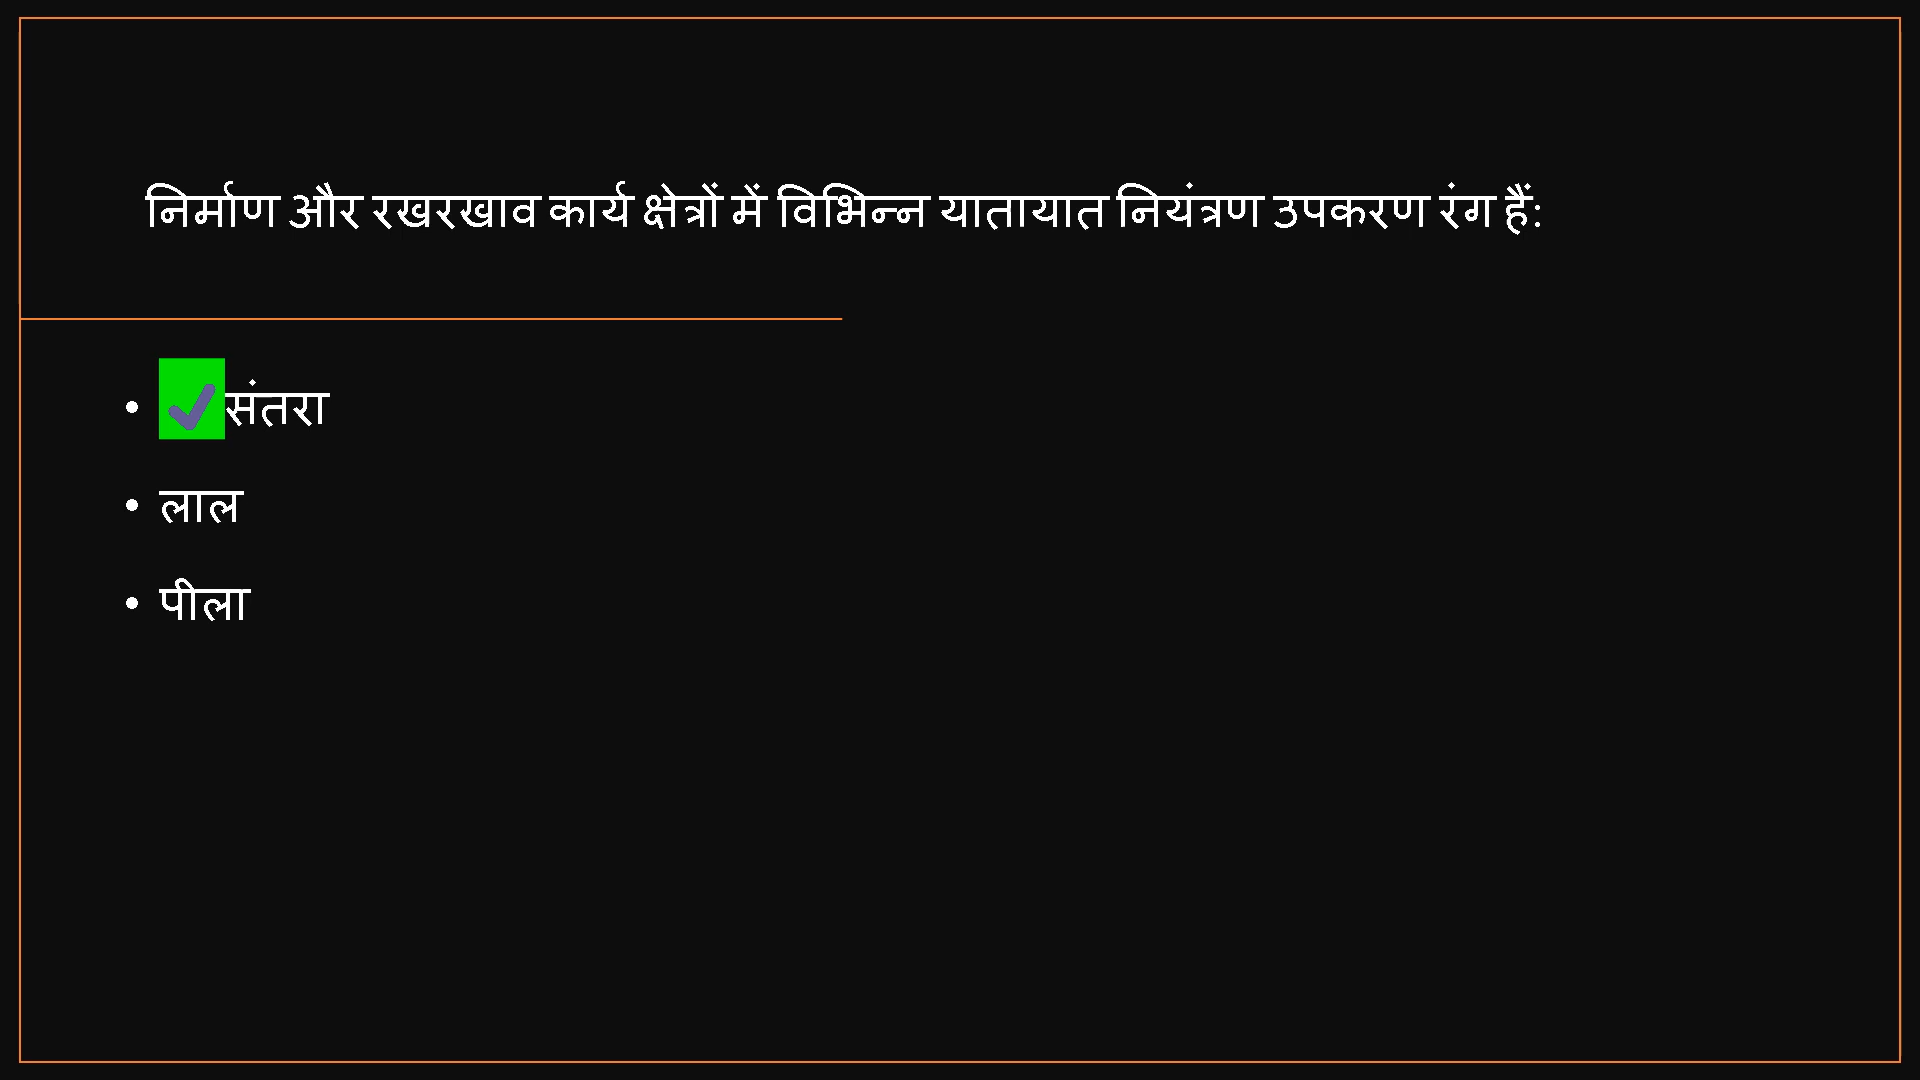 निर्माण और रखरखाव कार्य क्षेत्रों में विभिन्न यातायात नियंत्रण उपकरण रंग हैं:
• ✔संतरा
• लाल
• पीला